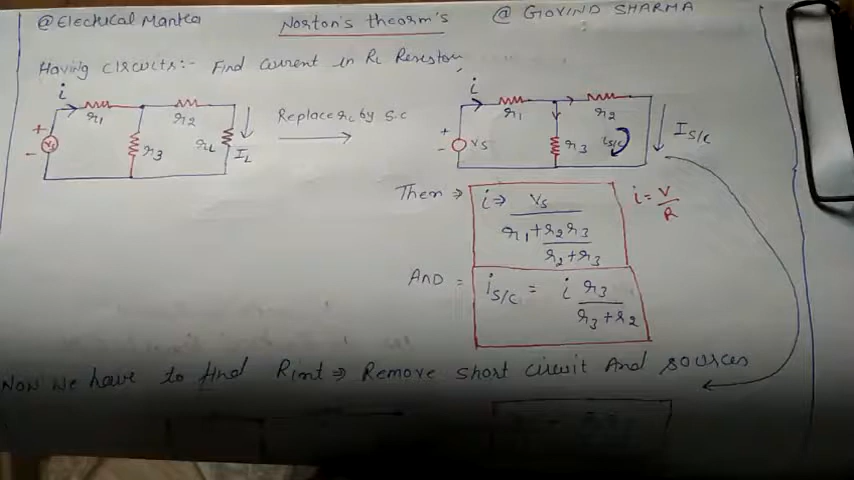 @Electrical Mantra Norton's theorm's @ GOVIND SHARMA
Having circuits:- Find current in RL Resistor
i
r1 r2
+
Vs
-
r3 rL IL
Replace rL by S.C
i
r1 r2
+
- Vs
r3 is/c Is/c
Then ⇒ i ⇒ Vs / r1 + r2r3 / r2 + r3 i = V / R
And = is/c = i r3 / r3 + r2
Now we have to find Rint ⇒ Remove short circuit And sources